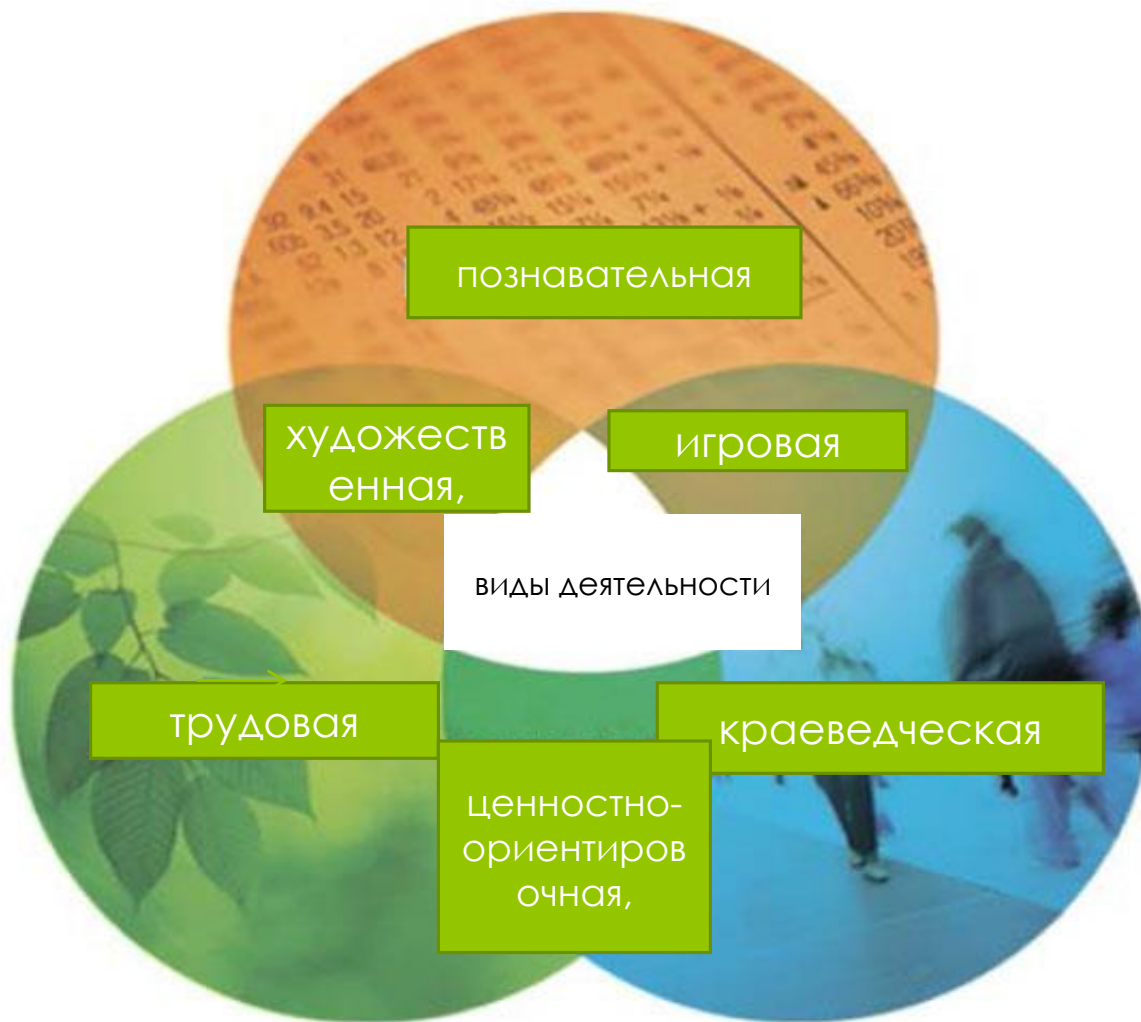 познавательная
художеств
енная,
игровая
виды деятельности
трудовая
краеведческая
ценностно-
ориентиров
очная,